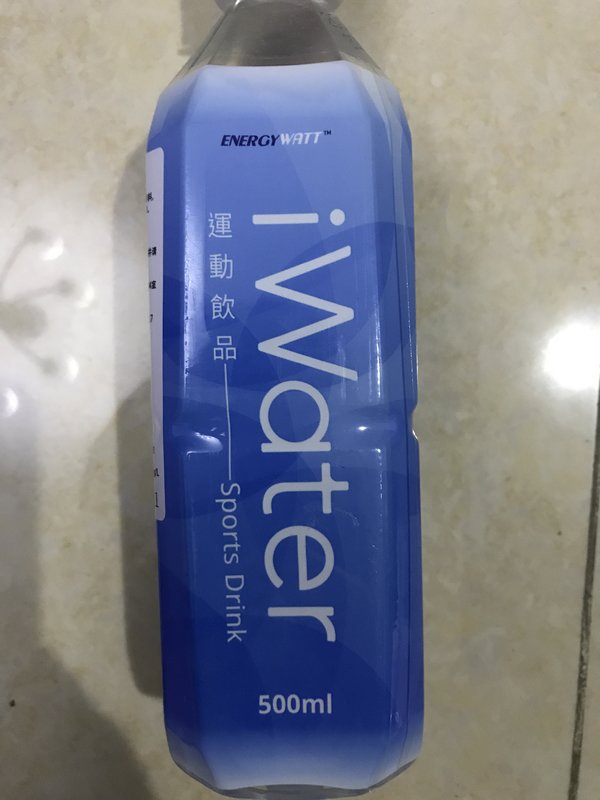 ENERGYWATT™
iWater
運動飲品
Sports Drink
500ml